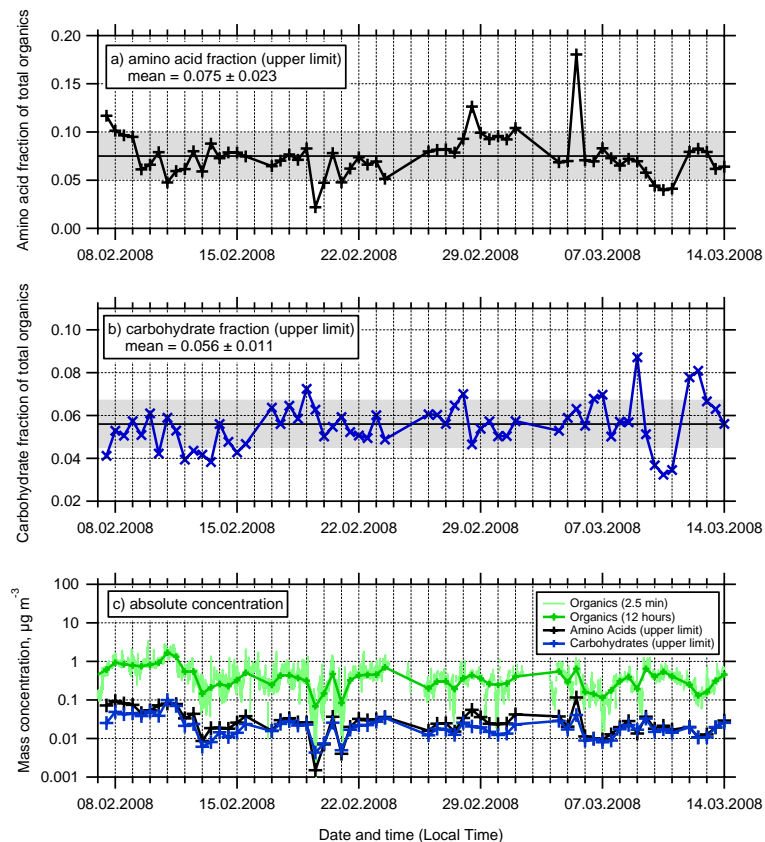 0.20
0.15
0.10
0.05
0.00
Amino acid fraction of total organics
a) amino acid fraction (upper limit)
mean = 0.075 ± 0.023
08.02.2008 15.02.2008 22.02.2008 29.02.2008 07.03.2008 14.03.2008
0.10
0.08
0.06
0.04
0.02
Carbohydrate fraction of total organics
b) carbohydrate fraction (upper limit)
mean = 0.056 ± 0.011
08.02.2008 15.02.2008 22.02.2008 29.02.2008 07.03.2008 14.03.2008
100
10
1
0.1
0.01
0.001
Mass concentration, µg m⁻³
c) absolute concentration
Organics (2.5 min)
Organics (12 hours)
Amino Acids (upper limit)
Carbohydrates (upper limit)
08.02.2008 15.02.2008 22.02.2008 29.02.2008 07.03.2008 14.03.2008
Date and time (Local Time)